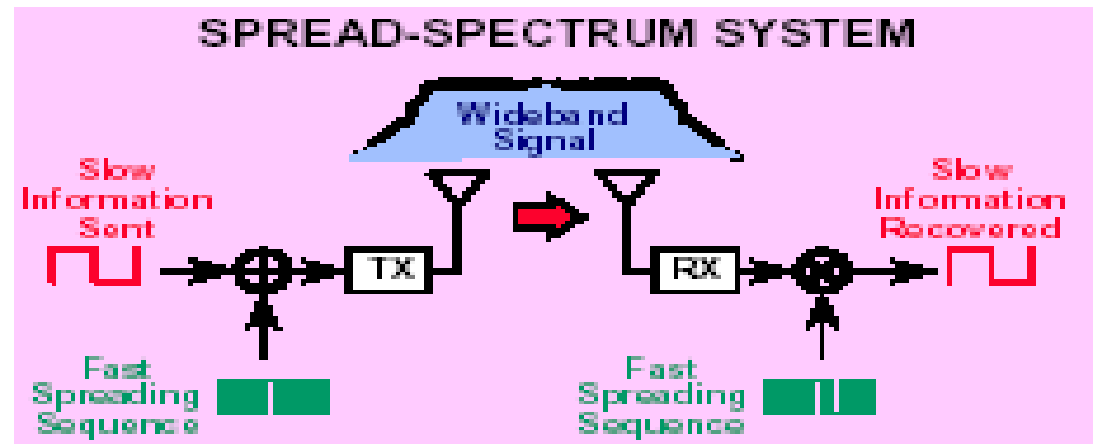 SPREAD-SPECTRUM SYSTEM
Wideband
Signal
Slow
Information
Sent
Slow
Information
Recovered
TX
RX
Fast
Spreading
Sequence
Fast
Spreading
Sequence